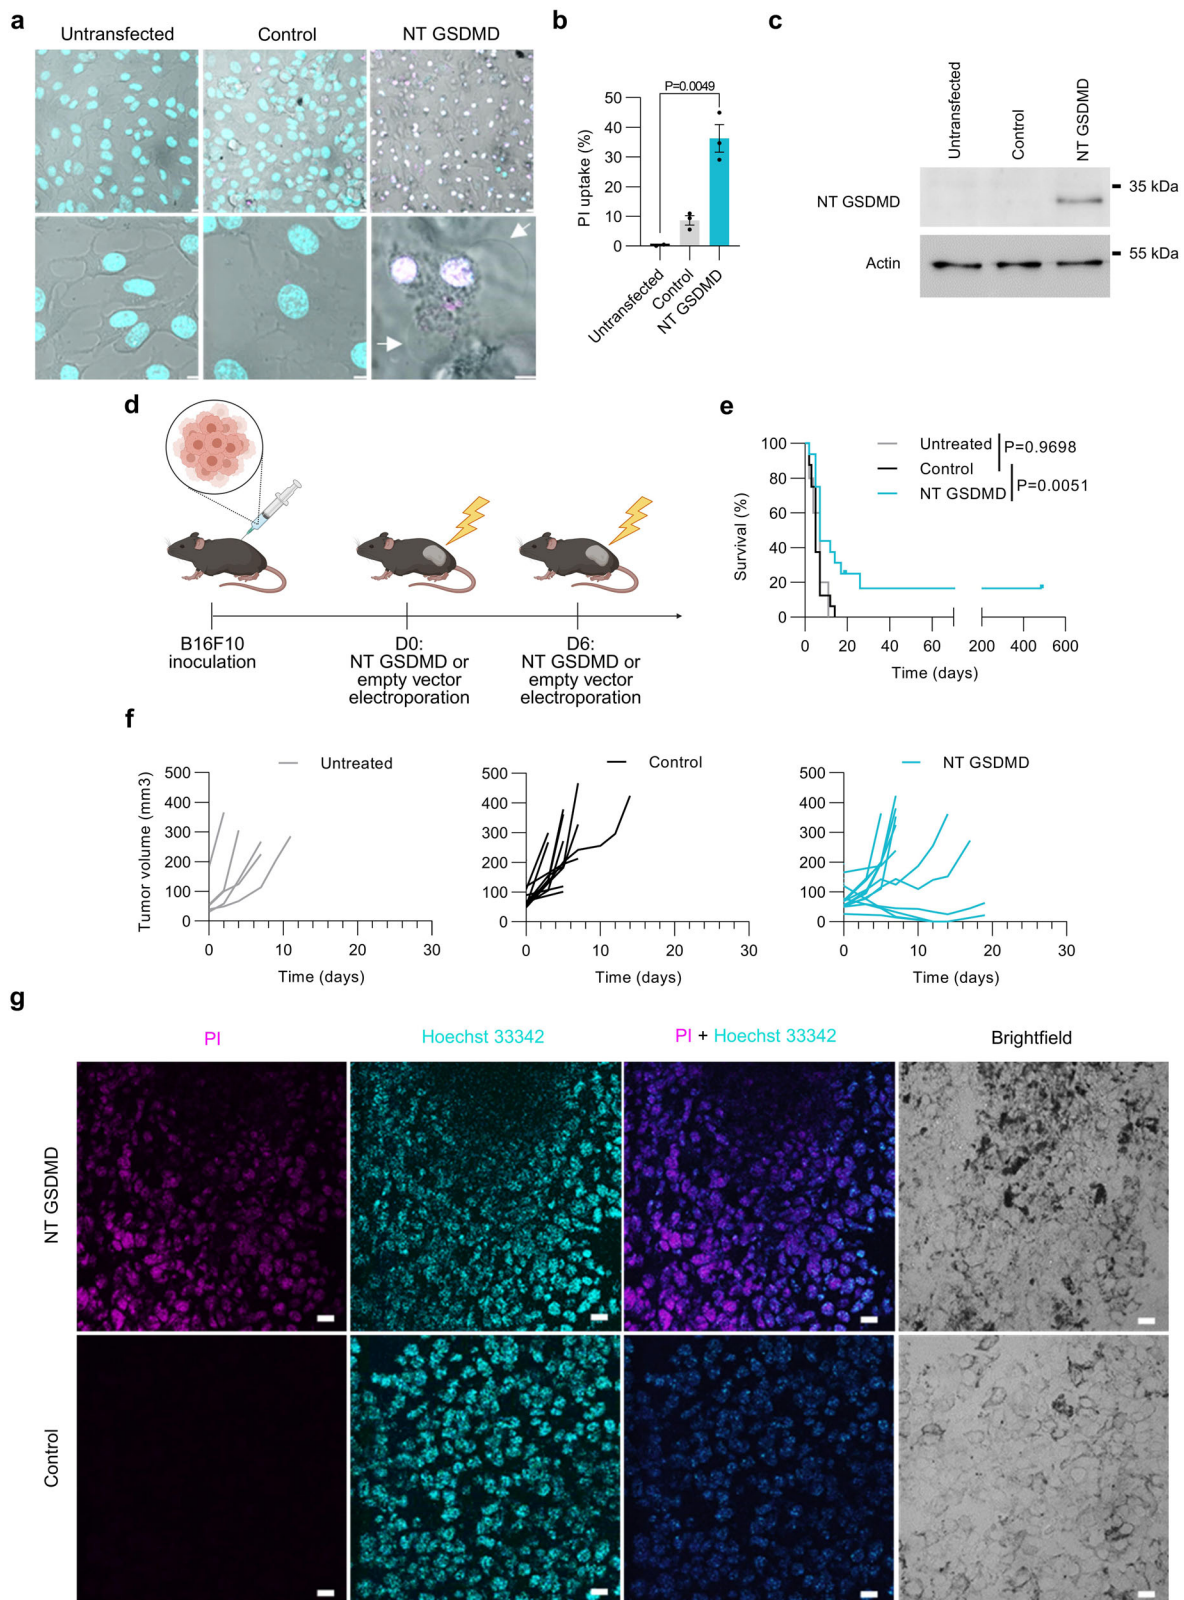 a
Untransfected
Control
NT GSDMD
b
P=0.0049
PI uptake (%)
50
40
30
20
10
0
Untransfected
Control
NT GSDMD
c
Untransfected
Control
NT GSDMD
NT GSDMD
35 kDa
Actin
55 kDa
d
B16F10
inoculation
D0:
NT GSDMD or
empty vector
electroporation
D6:
NT GSDMD or
empty vector
electroporation
e
Survival (%)
100
80
60
40
20
0
Untreated
Control
NT GSDMD
P=0.9698
P=0.0051
0 20 40 60 200 400 600
Time (days)
f
Tumor volume (mm3)
Untreated
500
400
300
200
100
0
0 10 20 30
Time (days)
Control
500
400
300
200
100
0
0 10 20 30
Time (days)
NT GSDMD
500
400
300
200
100
0
0 10 20 30
Time (days)
g
PI
Hoechst 33342
PI + Hoechst 33342
Brightfield
NT GSDMD
Control